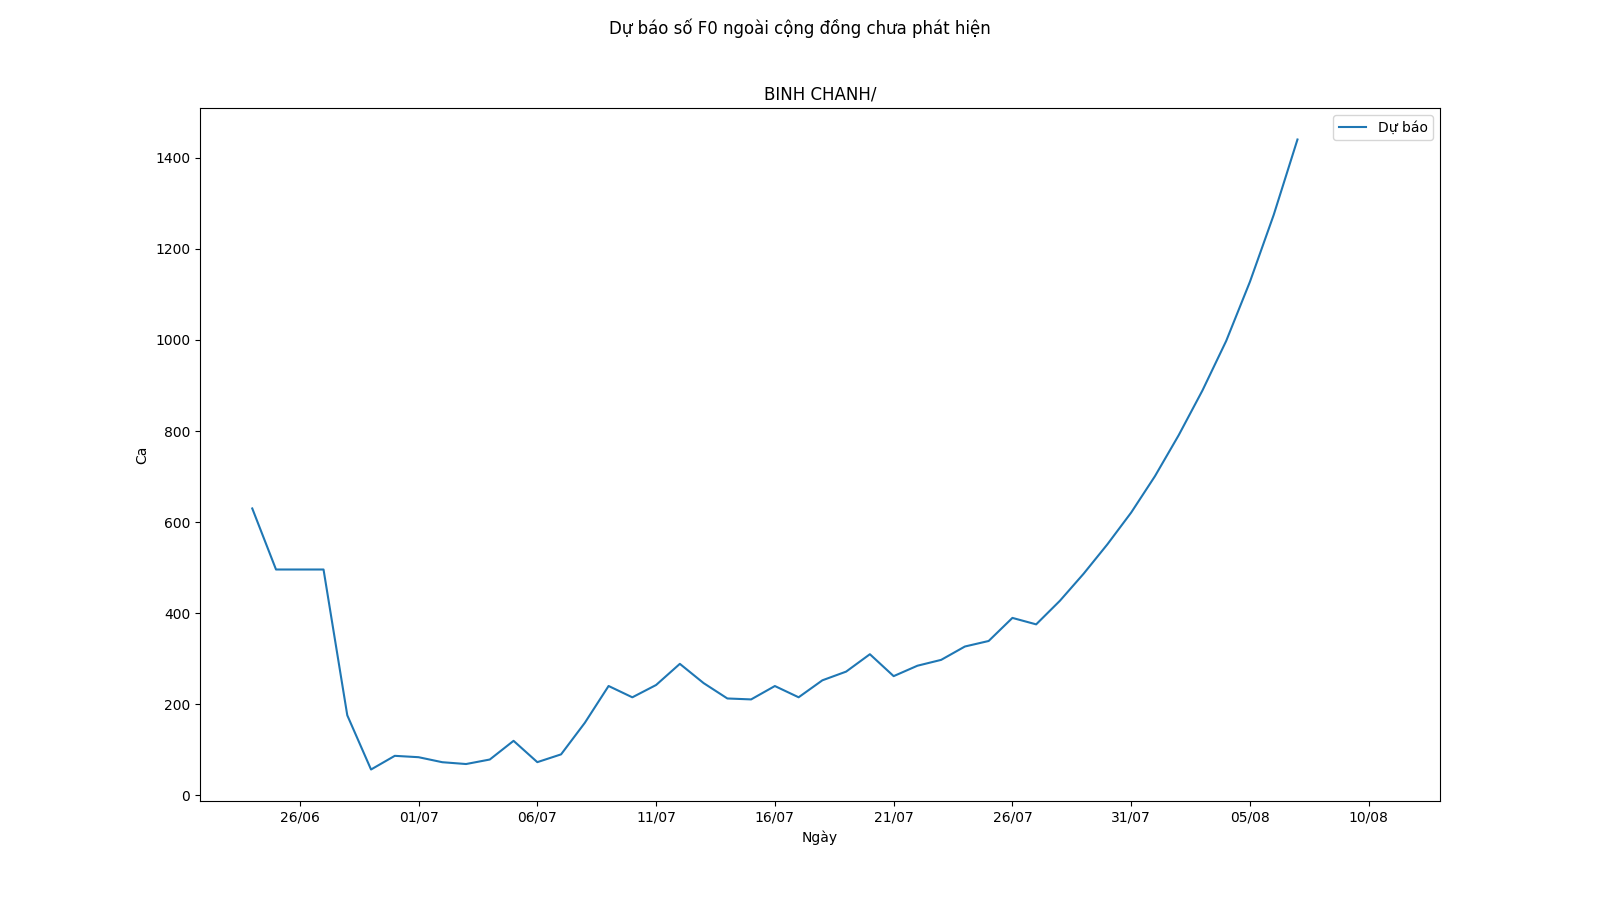 Dự báo số F0 ngoài cộng đồng chưa phát hiện
BINH CHANH/
Dự báo
1400
1200
1000
800
600
400
200
0
Ca
26/06 01/07 06/07 11/07 16/07 21/07 26/07 31/07 05/08 10/08
Ngày